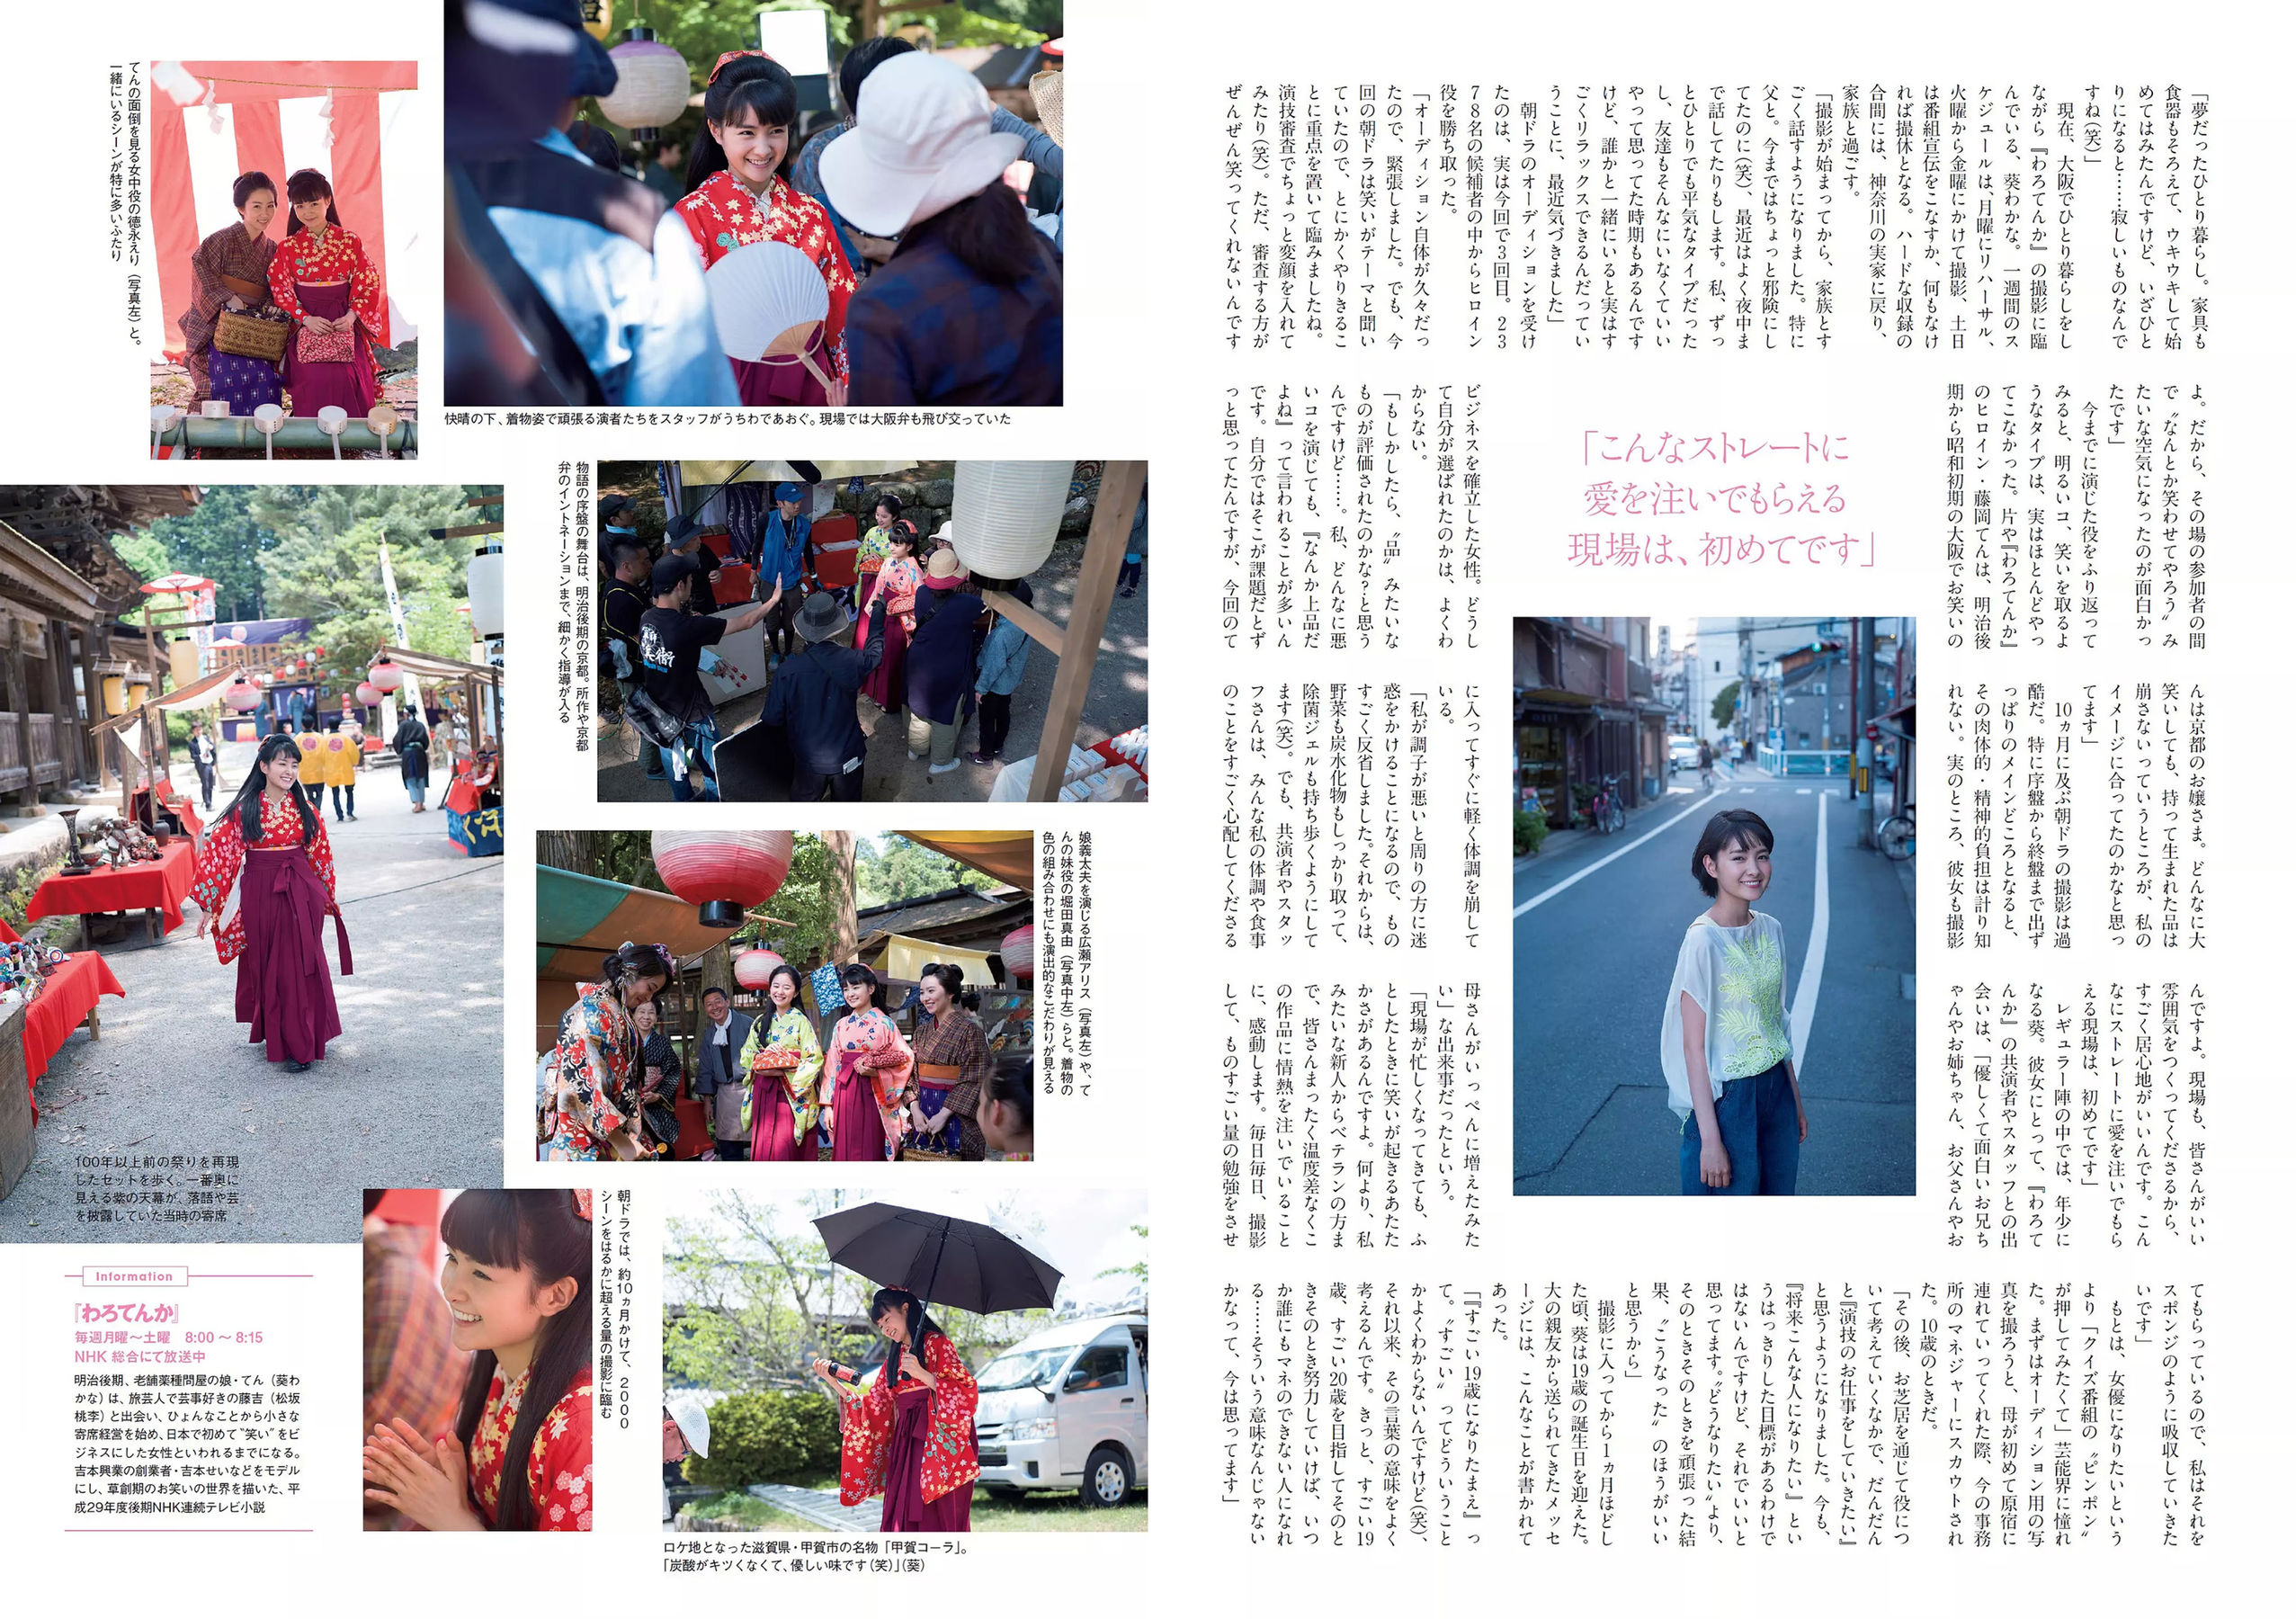 「夢だったひとり暮らし。家具も
食器もそろえて、ウキウキして始
めてはみたんですけど、いざひと
りになると……寂しいものなんで
すね(笑)」
現在、大阪でひとり暮らしをし
ながら『わろてんか』の撮影に臨
んでいる、葵わかな。一週間のス
ケジュールは、月曜にリハーサル、
火曜から金曜にかけて撮影、土日
は番組宣伝をこなすか、何もなけ
れば撮休となる。ハードな収録の
合間には、神奈川の実家に戻り、
家族と過ごす。
「撮影が始まってから、家族とす
ごく話すようになりました。特に
父と。今まではちょっと邪険にし
てたのに(笑)、最近はよく夜中ま
で話してたりもします。私、ずっ
とひとりでも平気なタイプだった
し、友達もそんなにいなくていい
やって思ってた時期もあるんです
けど、誰かと一緒にいると実はす
ごくリラックスできるんだってい
うことに、最近気づきました」
朝ドラのオーディションを受け
たのは、実は今回で3回目。23
78名の候補者の中からヒロイン
役を勝ち取った。
「オーディション自体が久々だっ
たので、緊張しました。でも、今
回の朝ドラは笑いがテーマと聞い
ていたので、とにかくやりきるこ
とに重点を置いて臨みましたね。
演技審査でちょっと変顔を入れて
みたり(笑)。ただ、審査する方が
ぜんぜん笑ってくれないんです
よ。だから、その場の参加者の間
で〝なんとか笑わせてやろう〟み
たいな空気になったのが面白かっ
たです」
今までに演じた役をふり返って
みると、明るいコ、笑いを取るよ
うなタイプは、実はほとんどやっ
てこなかった。片や『わろてんか』
のヒロイン・藤岡てんは、明治後
期から昭和初期の大阪でお笑いの
ビジネスを確立した女性。どうし
て自分が選ばれたのかは、よくわ
からない。
「もしかしたら、〝品〟みたいな
ものが評価されたのかな?と思う
んですけど……。私、どんなに悪
いコを演じても、『なんか上品だ
よね』って言われることが多いん
です。自分ではそこが課題だとず
っと思ってたんですが、今回のて
んは京都のお嬢さま。どんなに大
笑いしても、持って生まれた品は
崩さないっていうところが、私の
イメージに合ってたのかなと思っ
てます」
10ヵ月に及ぶ朝ドラの撮影は過
酷だ。特に序盤から終盤まで出ず
っぱりのメインどころとなると、
その肉体的・精神的負担は計り知
れない。実のところ、彼女も撮影
に入ってすぐに軽く体調を崩して
いる。
「私が調子が悪いと周りの方に迷
惑をかけることになるので、もの
すごく反省しました。それからは、
野菜も炭水化物もしっかり取って、
除菌ジェルも持ち歩くようにして
ます(笑)。でも、共演者やスタッ
フさんは、みんな私の体調や食事
のことをすごく心配してくださる
んですよ。現場も、皆さんがいい
雰囲気をつくってくださるから、
すごく居心地がいいんです。こん
なにストレートに愛を注いでもら
える現場は、初めてです」
レギュラー陣の中では、年少に
なる葵。彼女にとって、『わろて
んか』の共演者やスタッフとの出
会いは、「優しくて面白いお兄ち
ゃんやお姉ちゃん、お父さんやお
母さんがいっぺんに増えたみた
い」な出来事だったという。
「現場が忙しくなってきても、ふ
としたときに笑いが起きるあたた
かさがあるんですよ。何より、私
みたいな新人からベテランの方ま
で、皆さんまったく温度差なくこ
の作品に情熱を注いでいること
に、感動します。毎日毎日、撮影
して、ものすごい量の勉強をさせ
てもらっているので、私はそれを
スポンジのように吸収していきた
いです」
もとは、女優になりたいという
より「クイズ番組の〝ピンポン〟
が押してみたくて」芸能界に憧れ
た。まずはオーディション用の写
真を撮ろうと、母が初めて原宿に
連れていってくれた際、今の事務
所のマネジャーにスカウトされ
た。10歳のときだ。
「その後、お芝居を通じて役につ
いて考えていくなかで、だんだん
と『演技のお仕事をしていきたい』
と思うようになりました。今も、
『将来こんな人になりたい』とい
うはっきりした目標があるわけで
はないんですけど、それでいいと
思ってます。〝どうなりたい〟より、
そのときそのときを頑張った結
果、〝こうなった〟のほうがいい
と思うから」
撮影に入ってから1ヵ月ほどし
た頃、葵は19歳の誕生日を迎えた。
大の親友から送られてきたメッセ
ージには、こんなことが書かれて
あった。
「『すごい19歳になりたまえ』っ
て。〝すごい〟ってどういうこと
かよくわからないんですけど(笑)、
それ以来、その言葉の意味をよく
考えるんです。きっと、すごい19
歳、すごい20歳を目指してそのと
きそのとき努力していけば、いつ
か誰にもマネのできない人になれ
る……そういう意味なんじゃない
かなって、今は思ってます」
「こんなストレートに
愛を注いでもらえる
現場は、初めてです」
てんの面倒を見る女中役の徳永えり(写真左)と。
一緒にいるシーンが特に多いふたり
快晴の下、着物姿で頑張る演者たちをスタッフがうちわであおぐ。現場では大阪弁も飛び交っていた
物語の序盤の舞台は、明治後期の京都。所作や京都
弁のイントネーションまで、細かく指導が入る
娘義太夫を演じる広瀬アリス(写真左)や、て
んの妹役の堀田真由(写真中左)らと。着物の
色の組み合わせにも演出的なこだわりが見える
100年以上前の祭りを再現
したセットを歩く。一番奥に
見える紫の天幕が、落語や芸
を披露していた当時の寄席
朝ドラでは、約10ヵ月かけて、2000
シーンをはるかに超える量の撮影に臨む
ロケ地となった滋賀県・甲賀市の名物「甲賀コーラ」。
「炭酸がキツくなくて、優しい味です(笑)」(葵)
Information
『わろてんか』
毎週月曜〜土曜 8:00 〜 8:15
NHK 総合にて放送中
明治後期、老舗薬種問屋の娘・てん(葵わ
かな)は、旅芸人で芸事好きの藤吉(松坂
桃李)と出会い、ひょんなことから小さな
寄席経営を始め、日本で初めて〝笑い〟をビ
ジネスにした女性といわれるまでになる。
吉本興業の創業者・吉本せいなどをモデル
にし、草創期のお笑いの世界を描いた、平
成29年度後期NHK連続テレビ小説